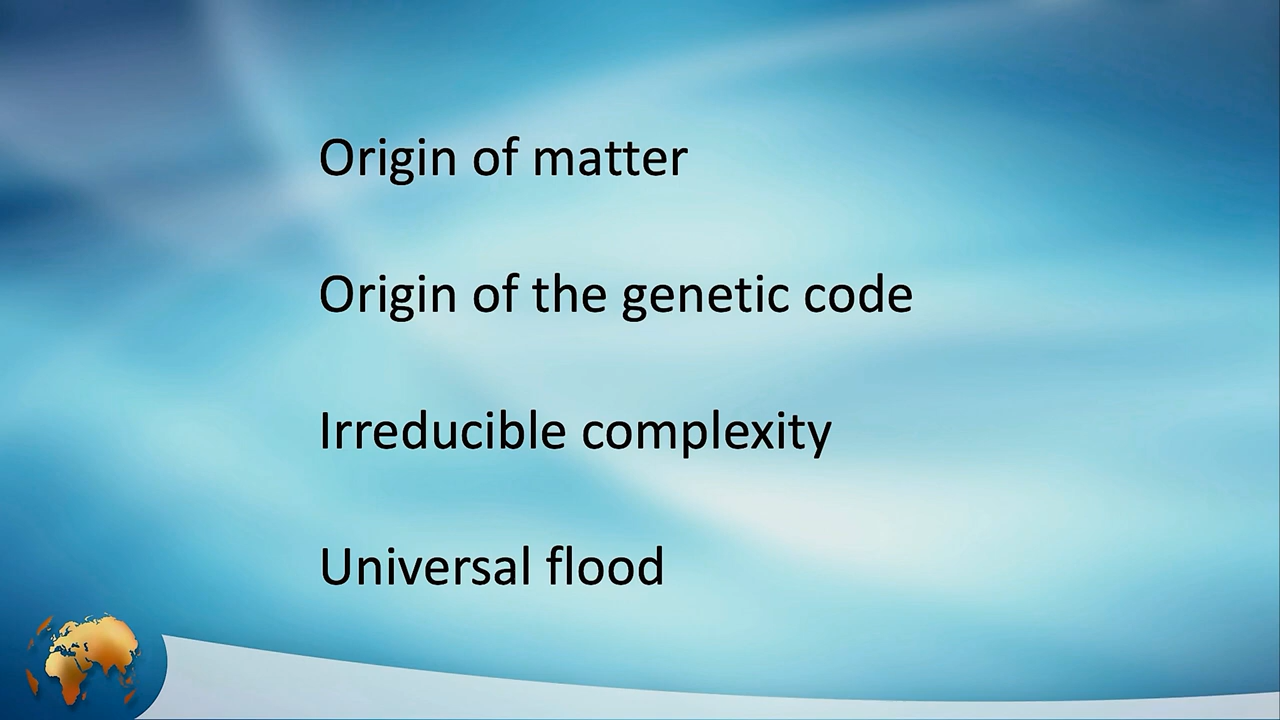 Origin of matter
Origin of the genetic code
Irreducible complexity
Universal flood